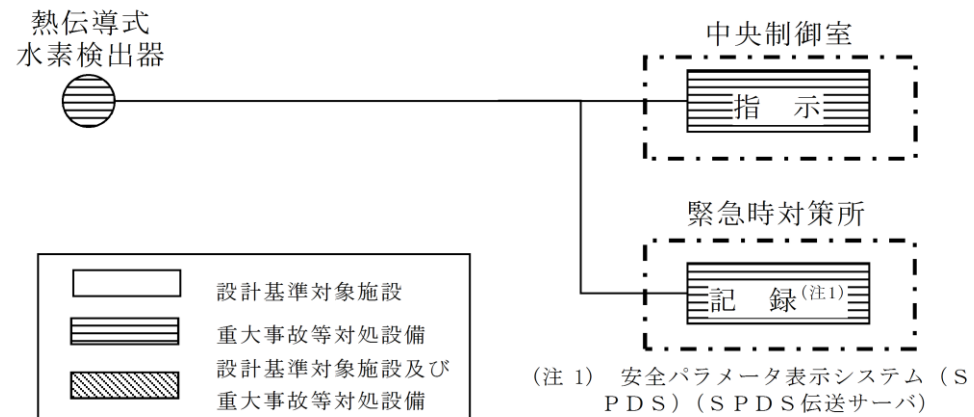 熱伝導式
水素検出器
中央制御室
指　示
緊急時対策所
記　録(注1)
設計基準対象施設
重大事故等対処設備
設計基準対象施設及び
重大事故等対処設備
(注 1)　安全パラメータ表示システム（S
PDS）(SPDS伝送サーバ)